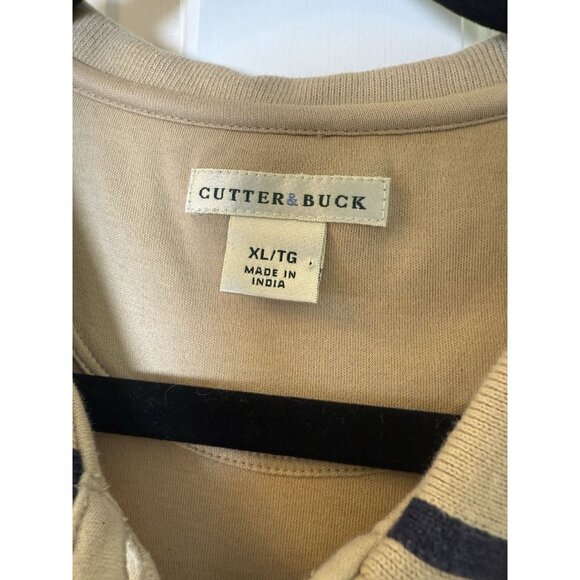 CUTTER&BUCK
XL/TG
MADE IN
INDIA